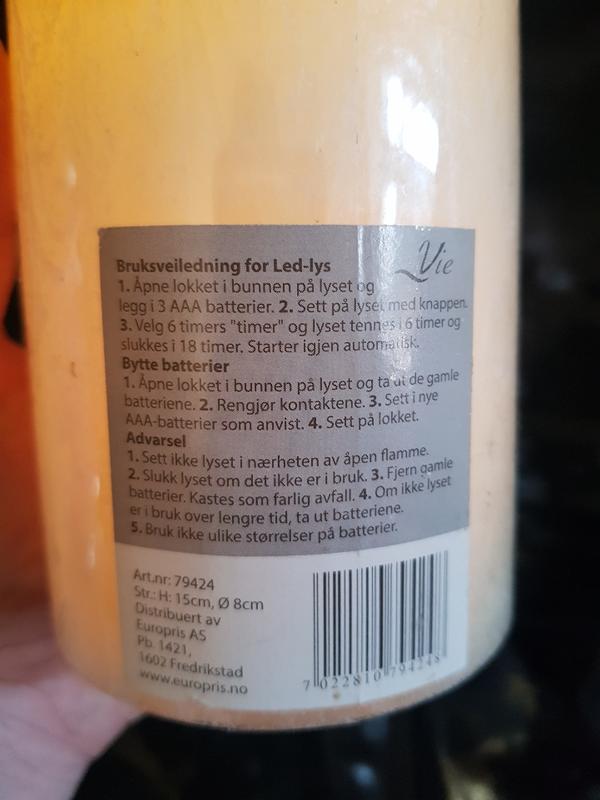 Vie
Bruksveiledning for Led-lys
1. Åpne lokket i bunnen på lyset og
legg i 3 AAA batterier. 2. Sett på lyset med knappen.
3. Velg 6 timers "timer" og lyset tennes i 6 timer og
slukkes i 18 timer. Starter igjen automatisk.
Bytte batterier
1. Åpne lokket i bunnen på lyset og ta ut de gamle
batteriene. 2. Rengjør kontaktene. 3. Sett i nye
AAA-batterier som anvist. 4. Sett på lokket.
Advarsel
1. Sett ikke lyset i nærheten av åpen flamme.
2. Slukk lyset om det ikke er i bruk. 3. Fjern gamle
batterier. Kastes som farlig avfall. 4. Om ikke lyset
er i bruk over lengre tid, ta ut batteriene.
5. Bruk ikke ulike størrelser på batterier.
Art.nr: 79424
Str.: H: 15cm, Ø 8cm
Distribuert av
Europris AS
Pb. 1421,
1602 Fredrikstad
www.europris.no
7 022810 794248